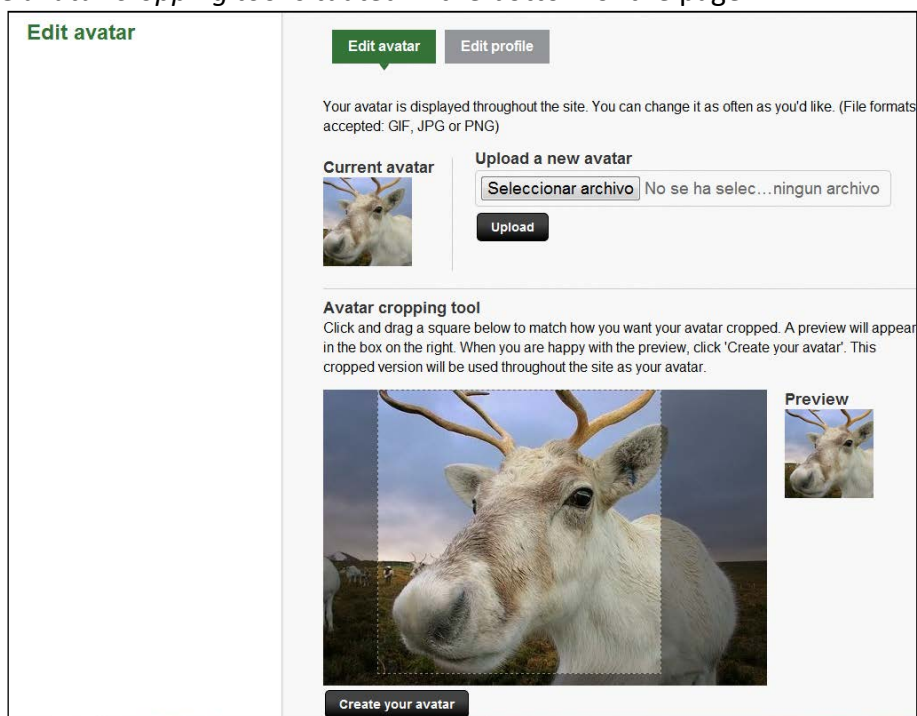 Edit avatar
Edit avatar
Edit profile
Your avatar is displayed throughout the site. You can change it as often as you'd like. (File formats
accepted: GIF, JPG or PNG)
Current avatar
Upload a new avatar
Seleccionar archivo No se ha selec...ningun archivo
Upload
Avatar cropping tool
Click and drag a square below to match how you want your avatar cropped. A preview will appear
in the box on the right. When you are happy with the preview, click 'Create your avatar'. This
cropped version will be used throughout the site as your avatar.
Preview
Create your avatar